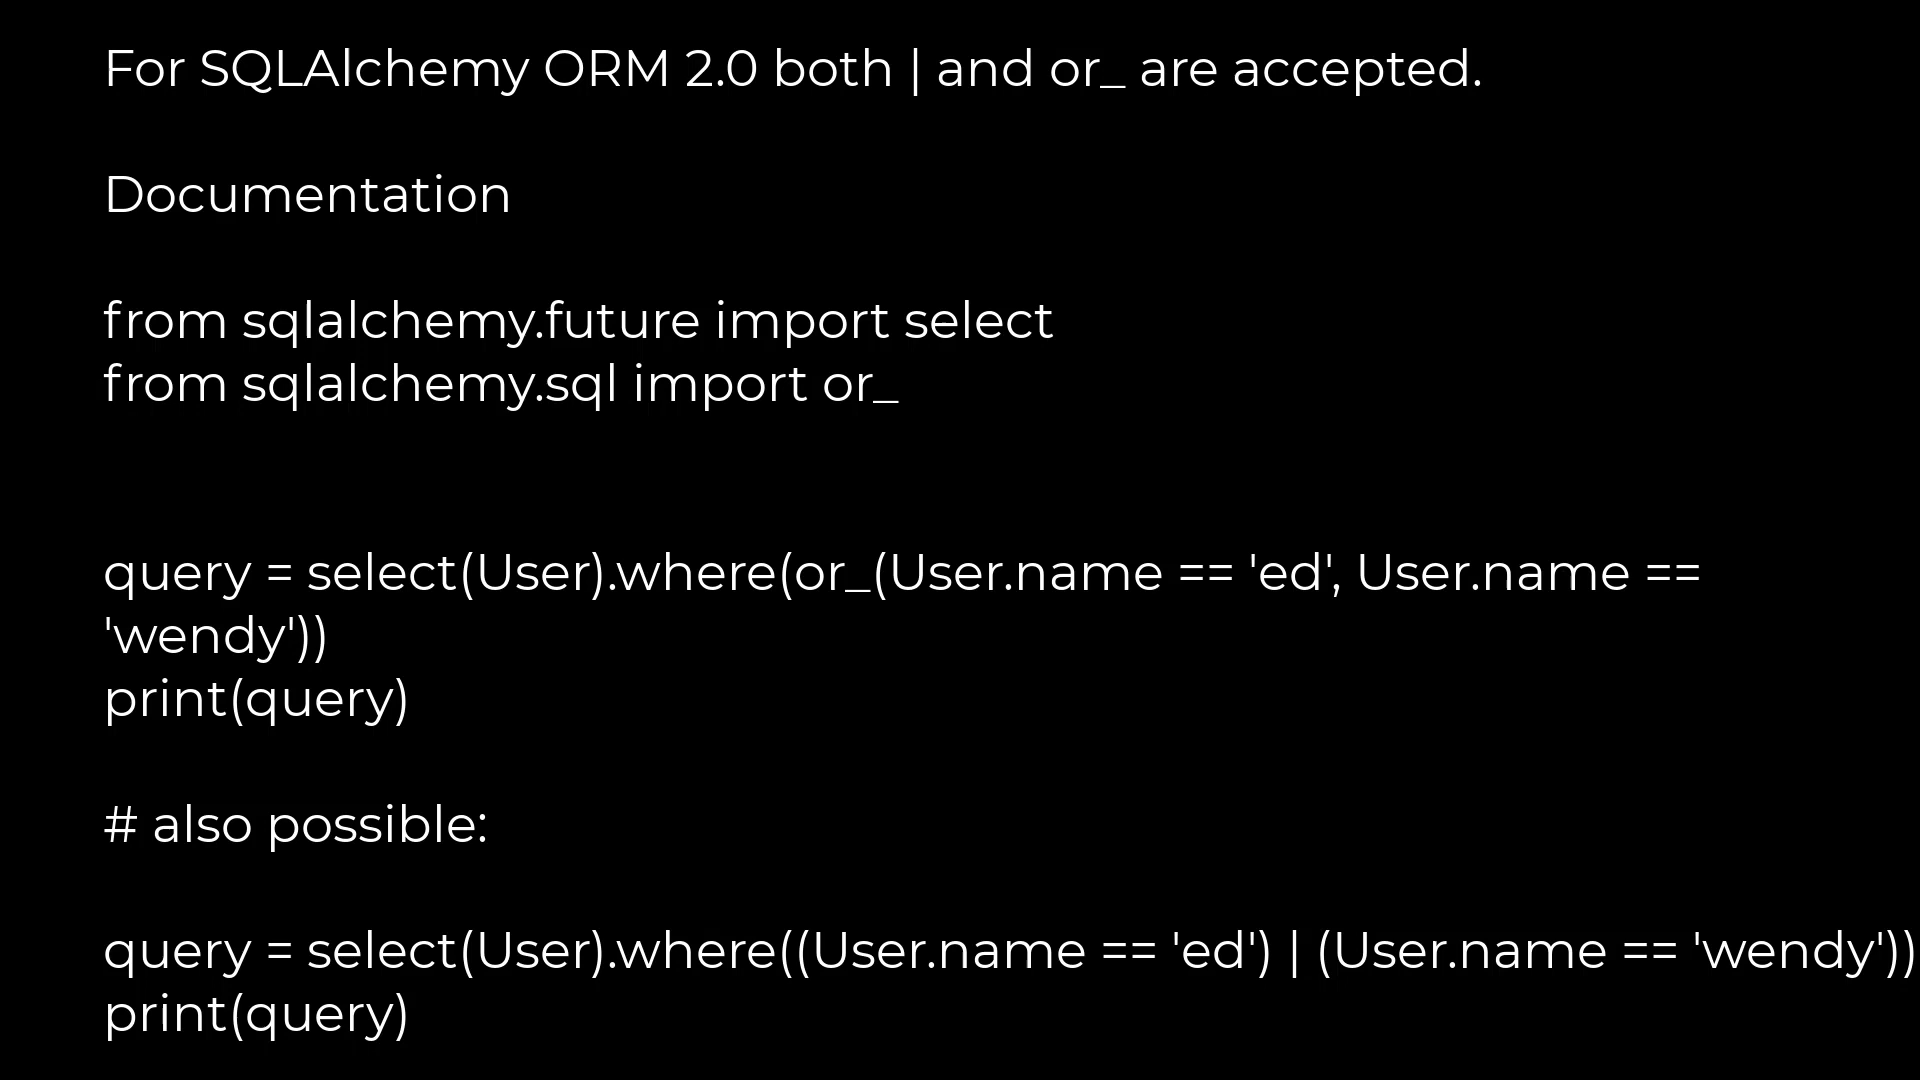 For SQLAlchemy ORM 2.0 both | and or_ are accepted.
Documentation
from sqlalchemy.future import select
from sqlalchemy.sql import or_
query = select(User).where(or_(User.name == 'ed', User.name ==
'wendy'))
print(query)
# also possible:
query = select(User).where((User.name == 'ed') | (User.name == 'wendy'))
print(query)